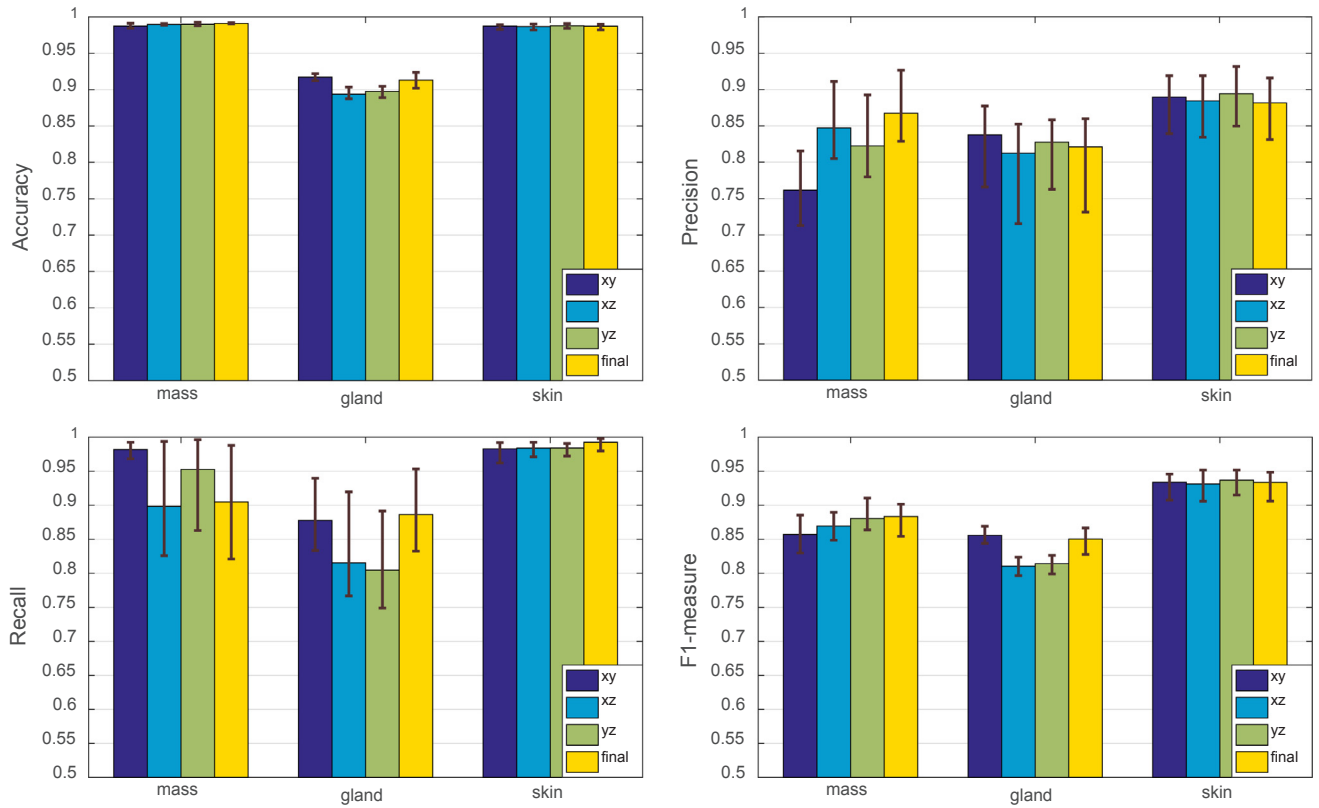 Accuracy
1
0.95
0.9
0.85
0.8
0.75
0.7
0.65
0.6
0.55
0.5
mass
gland
skin
xy
xz
yz
final
Precision
1
0.95
0.9
0.85
0.8
0.75
0.7
0.65
0.6
0.55
0.5
mass
gland
skin
xy
xz
yz
final
Recall
1
0.95
0.9
0.85
0.8
0.75
0.7
0.65
0.6
0.55
0.5
mass
gland
skin
xy
xz
yz
final
F1-measure
1
0.95
0.9
0.85
0.8
0.75
0.7
0.65
0.6
0.55
0.5
mass
gland
skin
xy
xz
yz
final